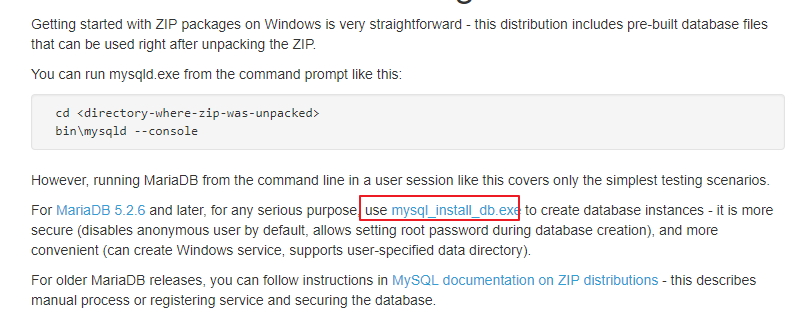 Getting started with ZIP packages on Windows is very straightforward - this distribution includes pre-built database files
that can be used right after unpacking the ZIP.
You can run mysqld.exe from the command prompt like this:
cd <directory-where-zip-was-unpacked>
bin\mysqld --console
However, running MariaDB from the command line in a user session like this covers only the simplest testing scenarios.
For MariaDB 5.2.6 and later, for any serious purpose, use mysql_install_db.exe to create database instances - it is more
secure (disables anonymous user by default, allows setting root password during database creation), and more
convenient (can create Windows service, supports user-specified data directory).
For older MariaDB releases, you can follow instructions in MySQL documentation on ZIP distributions - this describes
manual process or registering service and securing the database.